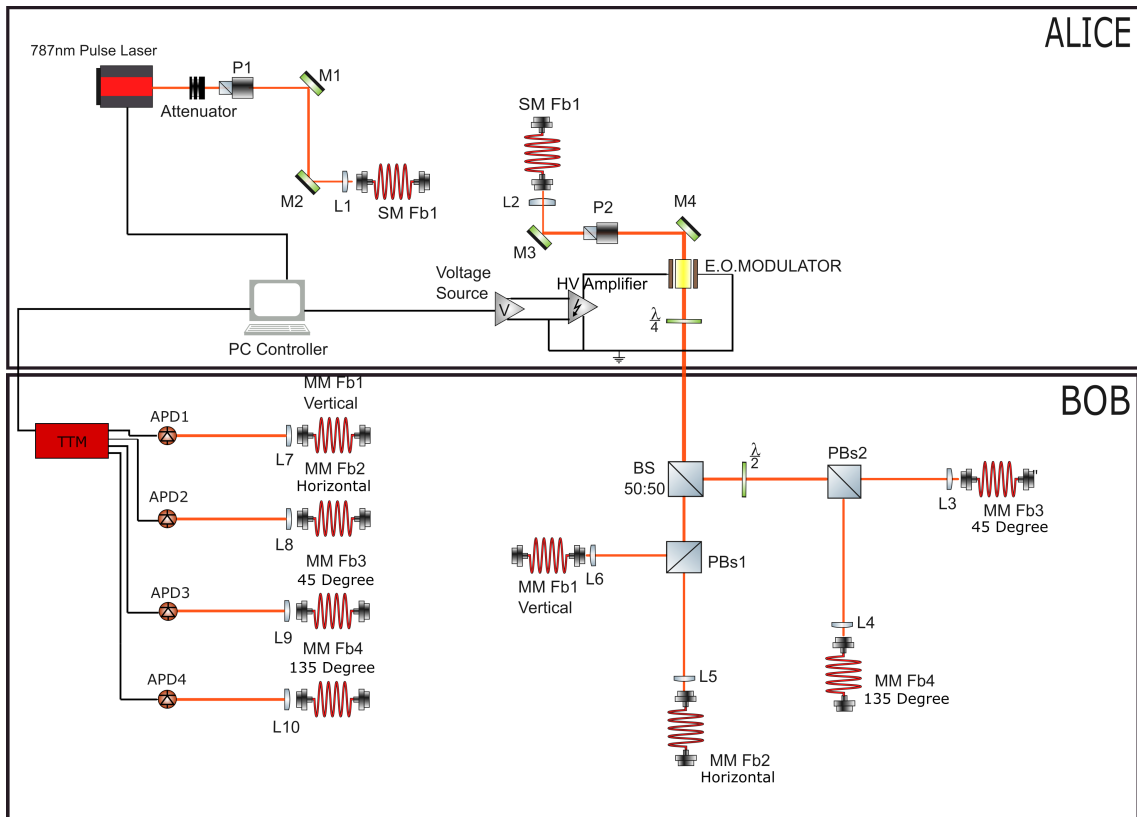 ALICE
787nm Pulse Laser
P1
M1
Attenuator
M2
L1
SM Fb1
SM Fb1
L2
M3
P2
M4
E.O.MODULATOR
Voltage
Source
HV Amplifier
V
λ
4
PC Controller
BOB
MM Fb1
Vertical
APD1
TTM
L7
MM Fb2
Horizontal
APD2
L8
MM Fb3
45 Degree
APD3
L9
MM Fb4
135 Degree
APD4
L10
BS
50:50
λ
2
PBs2
L3
"
MM Fb3
45 Degree
PBs1
L6
MM Fb1
Vertical
L4
MM Fb4
135 Degree
L5
MM Fb2
Horizontal